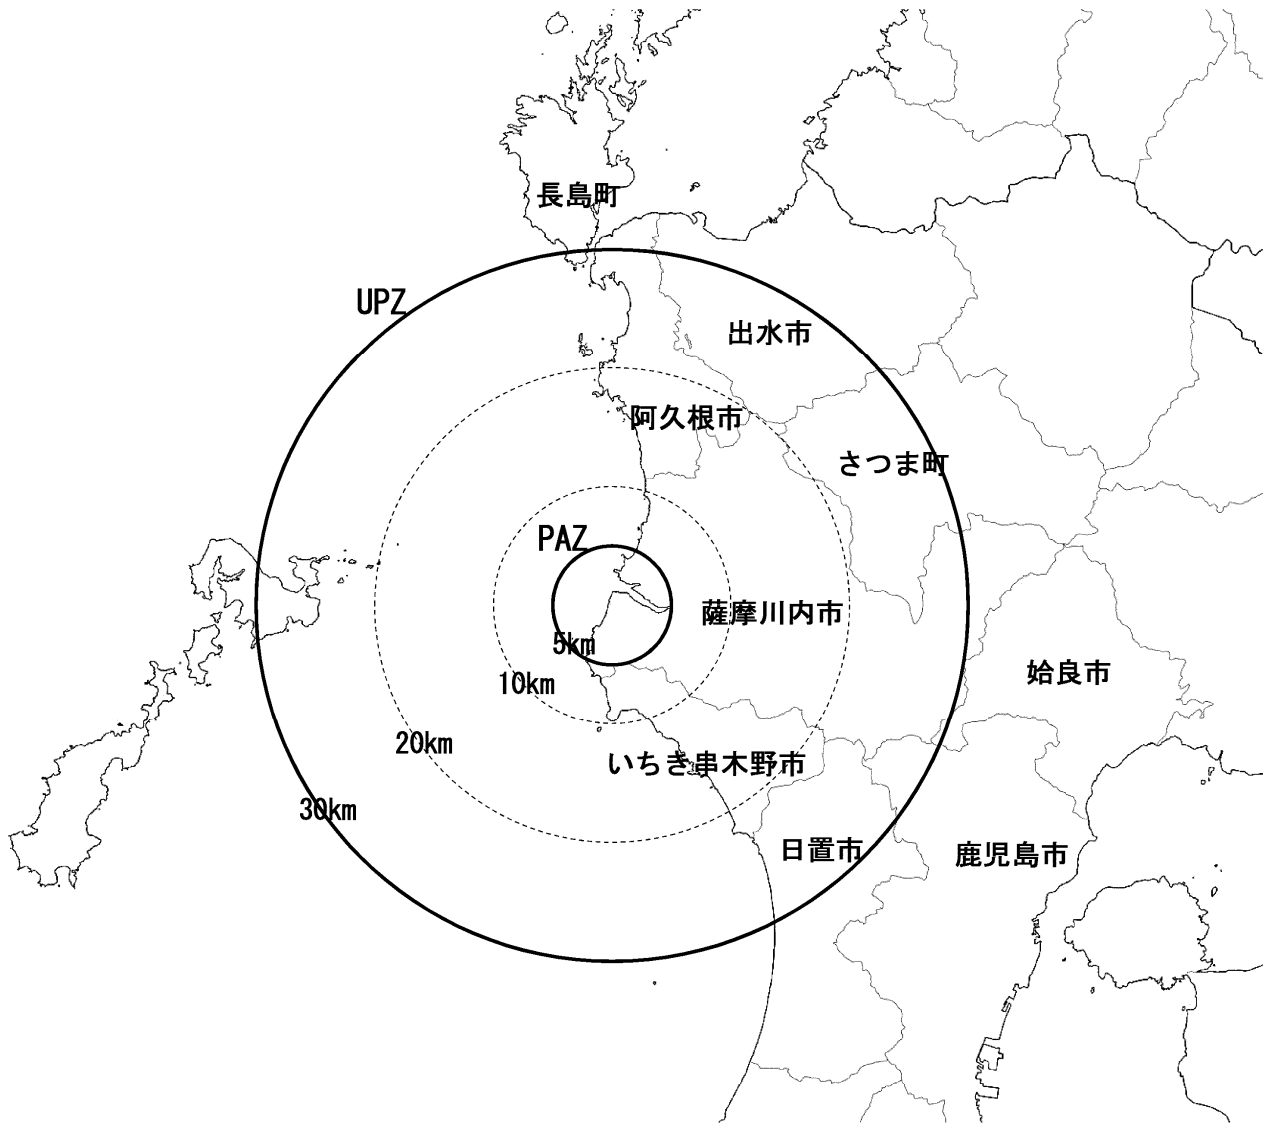 長島町
UPZ
出水市
阿久根市
さつま町
PAZ
薩摩川内市
5km
10km
姶良市
20km
いちき串木野市
30km
日置市
鹿児島市